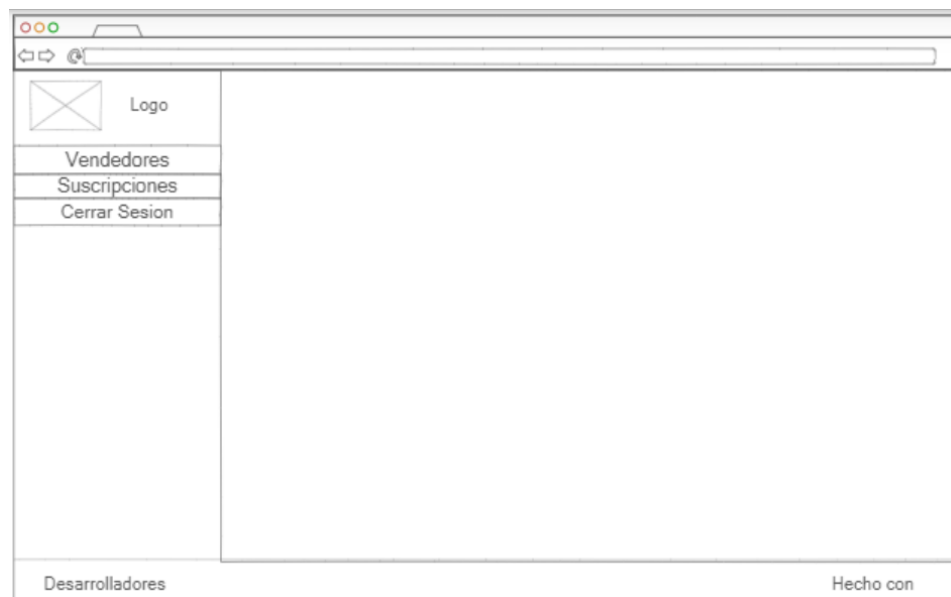 Logo
Vendedores
Suscripciones
Cerrar Sesion
Desarrolladores
Hecho con